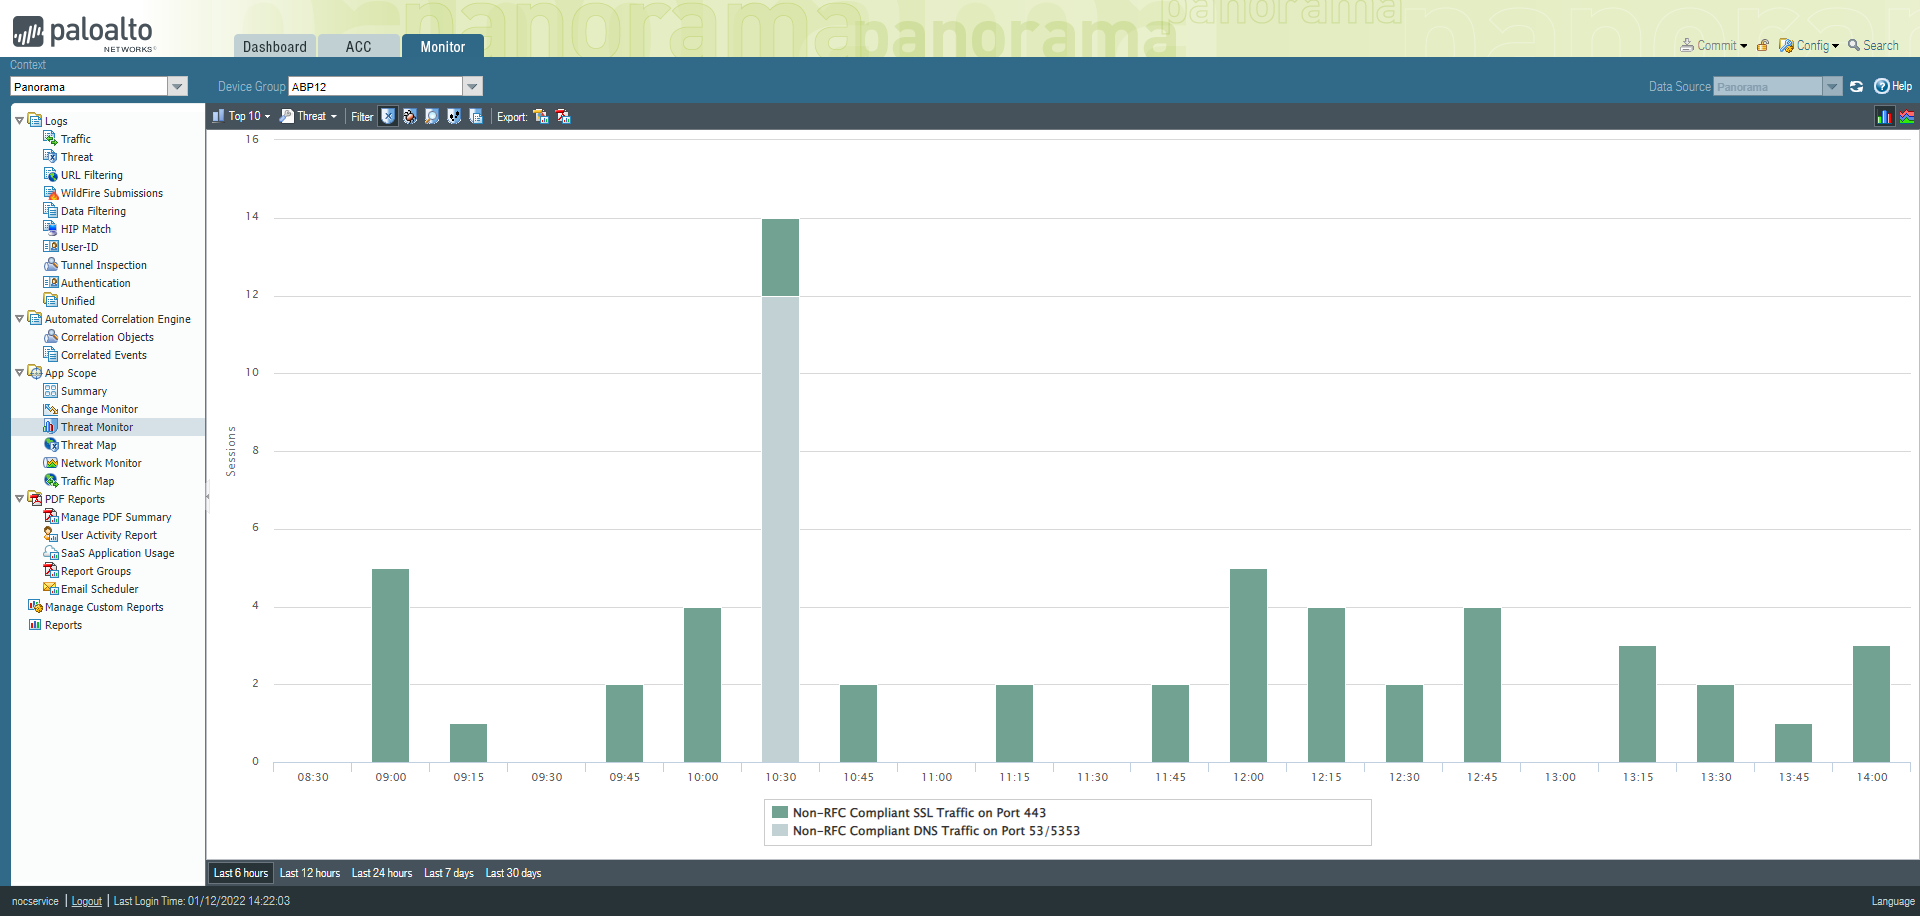 paloalto
NETWORKS®
panorama
panorama
panorama
Dashboard
ACC
Monitor
Commit
Config
Search
Context
Panorama
Device Group ABP12
Data Source Panorama
Help
Top 10
Threat
Filter
Export:
Logs
Traffic
Threat
URL Filtering
WildFire Submissions
Data Filtering
HIP Match
User-ID
Tunnel Inspection
Authentication
Unified
Automated Correlation Engine
Correlation Objects
Correlated Events
App Scope
Summary
Change Monitor
Threat Monitor
Threat Map
Network Monitor
Traffic Map
PDF Reports
Manage PDF Summary
User Activity Report
SaaS Application Usage
Report Groups
Email Scheduler
Manage Custom Reports
Reports
16
14
12
10
8
6
4
2
0
Sessions
08:30 09:00 09:15 09:30 09:45 10:00 10:30 10:45 11:00 11:15 11:30 11:45 12:00 12:15 12:30 12:45 13:00 13:15 13:30 13:45 14:00
Non-RFC Compliant SSL Traffic on Port 443
Non-RFC Compliant DNS Traffic on Port 53/5353
Last 6 hours Last 12 hours Last 24 hours Last 7 days Last 30 days
nocservice | Logout | Last Login Time: 01/12/2022 14:22:03
Language